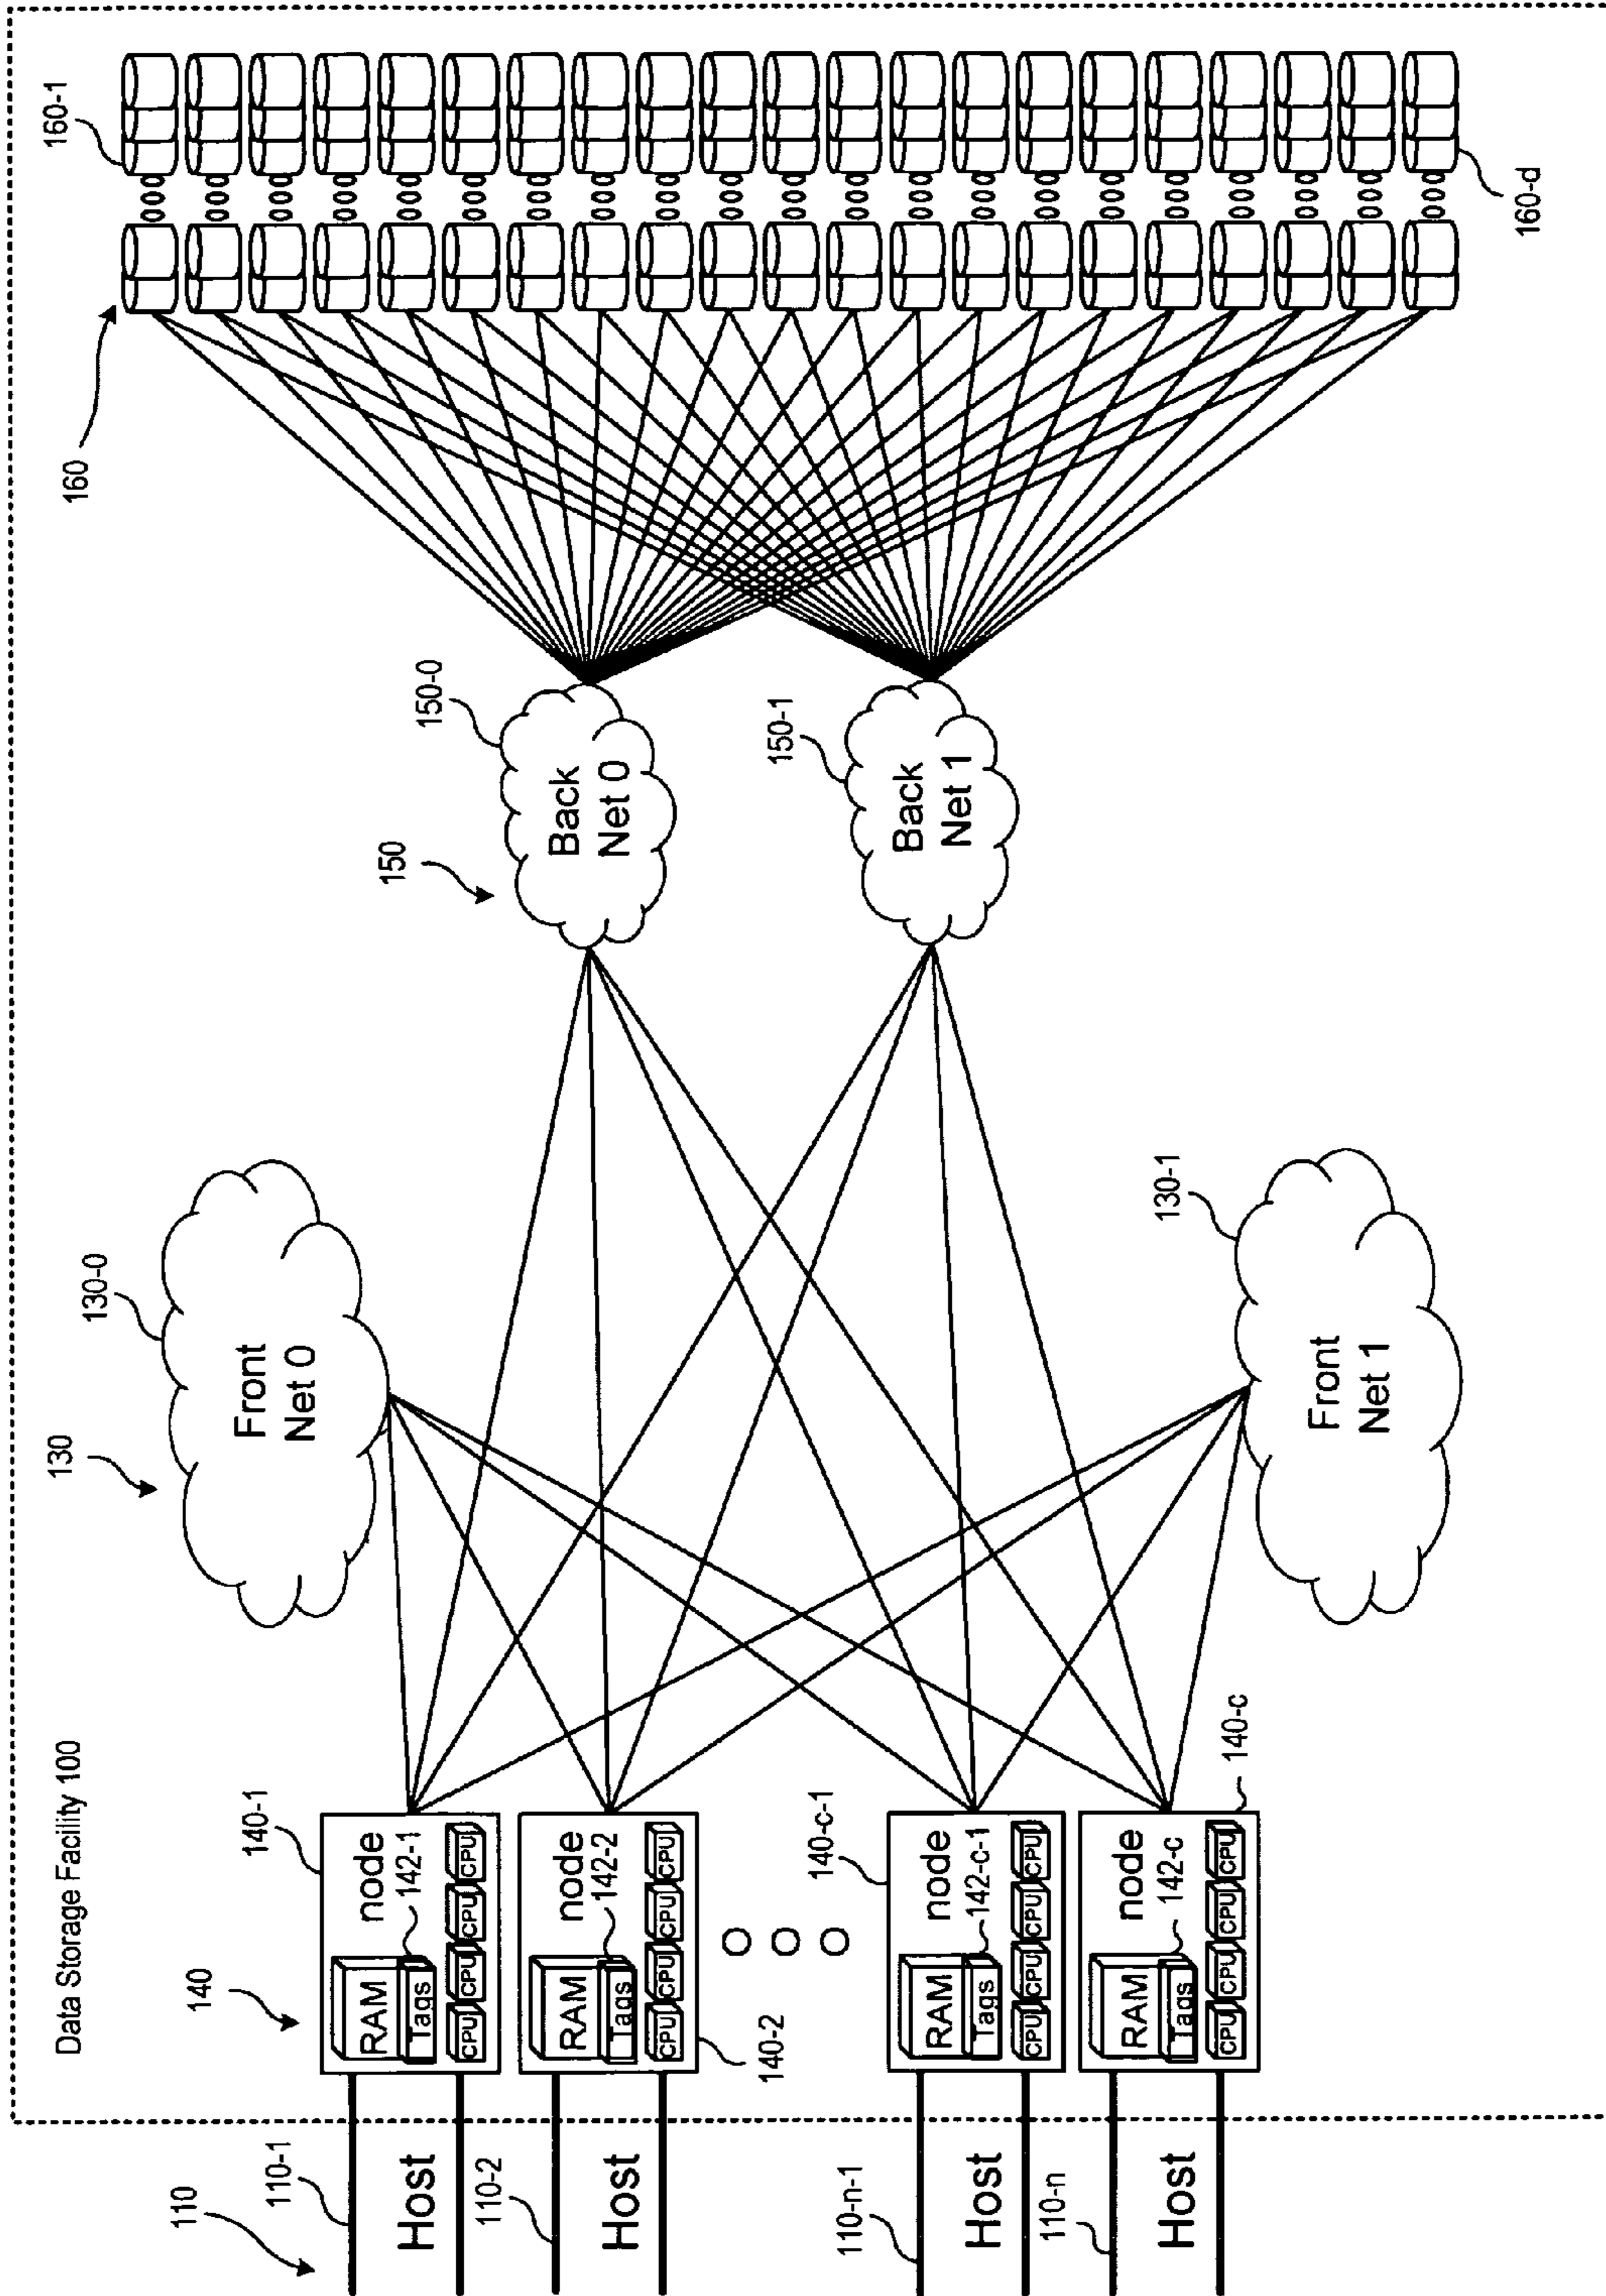 Data Storage Facility 100
110
110-1
Host
110-2
Host
110-n-1
Host
110-n
Host
140
140-1
node
RAM
Tags
142-1
CPU
CPU
CPU
CPU
140-2
node
RAM
Tags
142-2
CPU
CPU
CPU
CPU
140-c-1
node
RAM
Tags
142-c-1
CPU
CPU
CPU
CPU
140-c
node
RAM
Tags
142-c
CPU
CPU
CPU
CPU
130
130-0
Front
Net 0
130-1
Front
Net 1
150
150-0
Back
Net 0
150-1
Back
Net 1
160
160-1
160-d